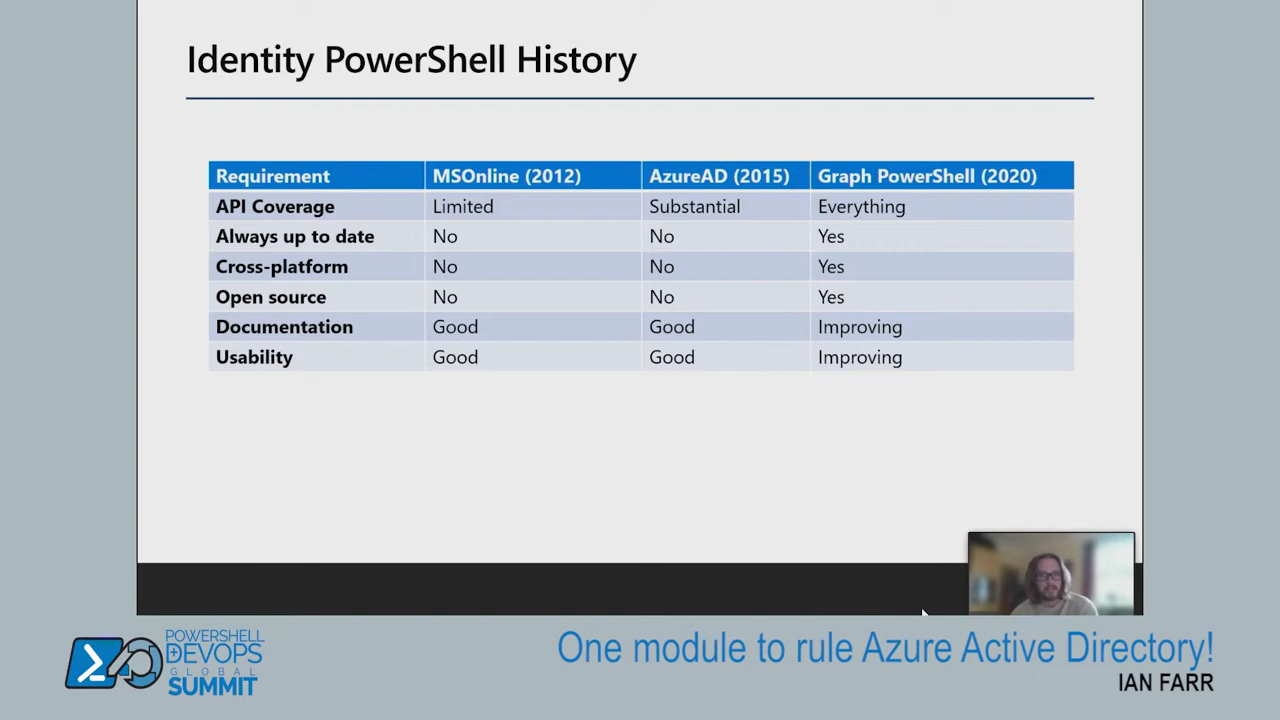 Identity PowerShell History
Requirement MSOnline (2012) AzureAD (2015) Graph PowerShell (2020)
API Coverage Limited Substantial Everything
Always up to date No No Yes
Cross-platform No No Yes
Open source No No Yes
Documentation Good Good Improving
Usability Good Good Improving
POWERSHELL
DEVOPS
GLOBAL
SUMMIT
One module to rule Azure Active Directory!
IAN FARR